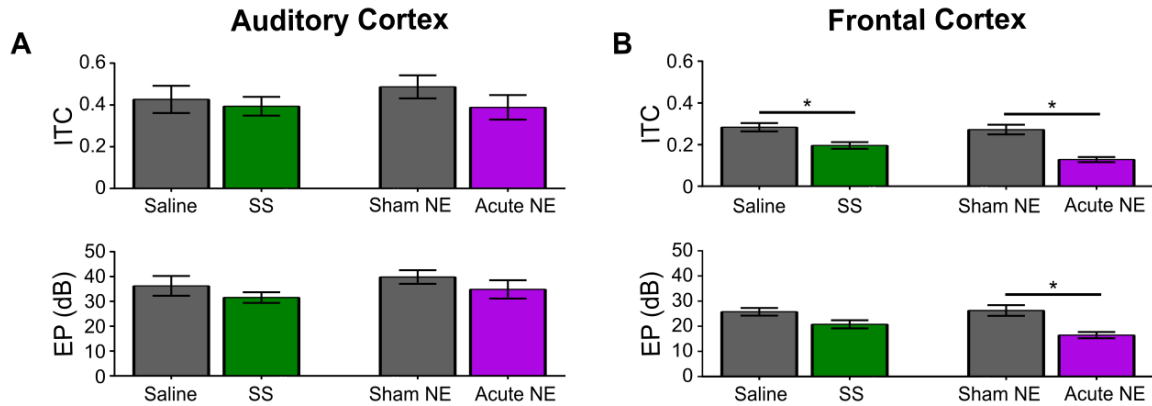 Auditory Cortex
A
ITC
0.6
0.4
0.2
0
Saline SS Sham NE Acute NE
EP (dB)
50
40
30
20
10
0
Saline SS Sham NE Acute NE
Frontal Cortex
B
ITC
0.6
0.4
0.2
0
* *
Saline SS Sham NE Acute NE
EP (dB)
50
40
30
20
10
0
*
Saline SS Sham NE Acute NE